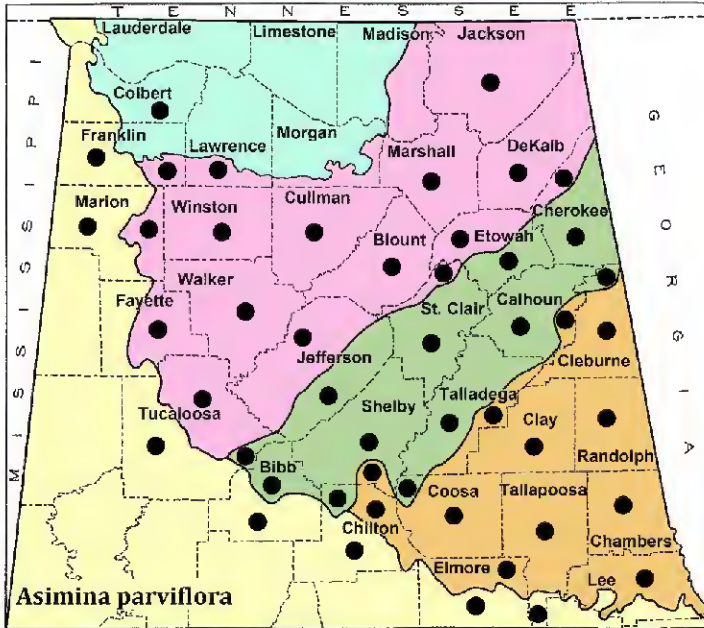 T E N N E S S E E
Lauderdale Limestone Madison Jackson
Colbert
Franklin Lawrence Morgan Marshall DeKalb
Marion Winston Cullman Cherokee
Blount Etowah
Walker
Fayette St. Clair Calhoun
Jefferson Cleburne
Tucaloosa Shelby Talladega Clay
Bibb Randolph
Chilton Coosa Tallapoosa
Chambers
Elmore Lee
Asimina parviflora
MISSISSIPPI
GEORGIA